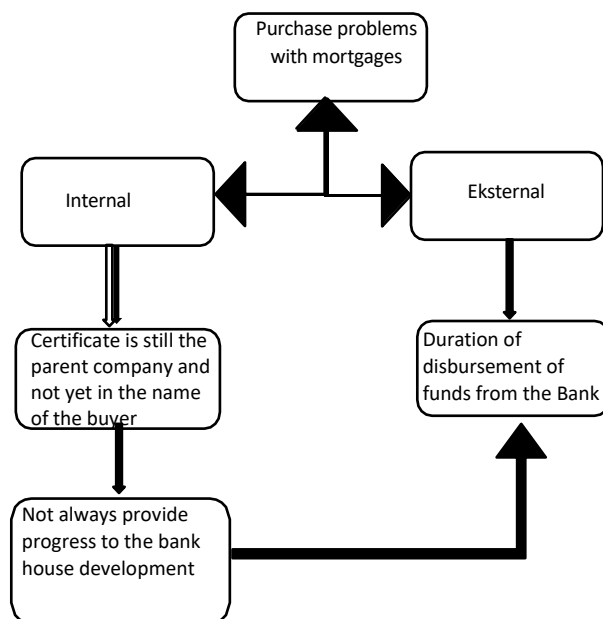 Purchase problems
with mortgages
Internal
Eksternal
Certificate is still the
parent company and
not yet in the name
of the buyer
Duration of
disbursement of
funds from the Bank
Not always provide
progress to the bank
house development